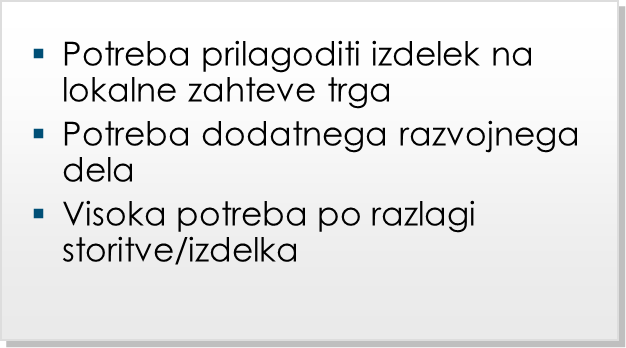 ▪ Potreba prilagoditi izdelek na
lokalne zahteve trga
▪ Potreba dodatnega razvojnega
dela
▪ Visoka potreba po razlagi
storitve/izdelka